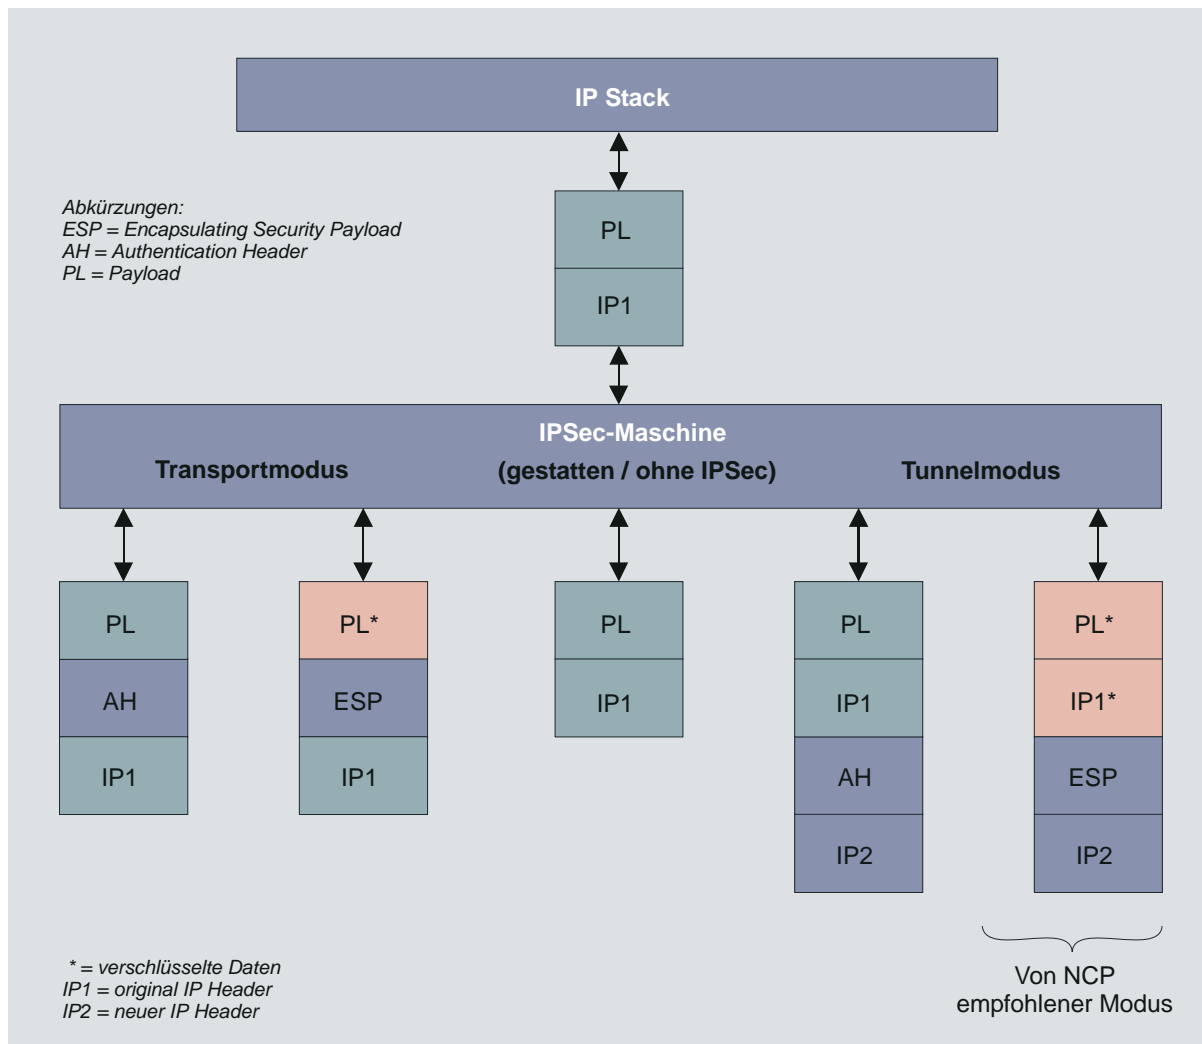 IP Stack
Abkürzungen:
ESP = Encapsulating Security Payload
AH = Authentication Header
PL = Payload
PL
IP1
IPSec-Maschine
Transportmodus
(gestatten / ohne IPSec)
Tunnelmodus
PL
AH
IP1
PL*
ESP
IP1
PL
IP1
PL
IP1
AH
IP2
PL*
IP1*
ESP
IP2
* = verschlüsselte Daten
IP1 = original IP Header
IP2 = neuer IP Header
Von NCP
empfohlener Modus